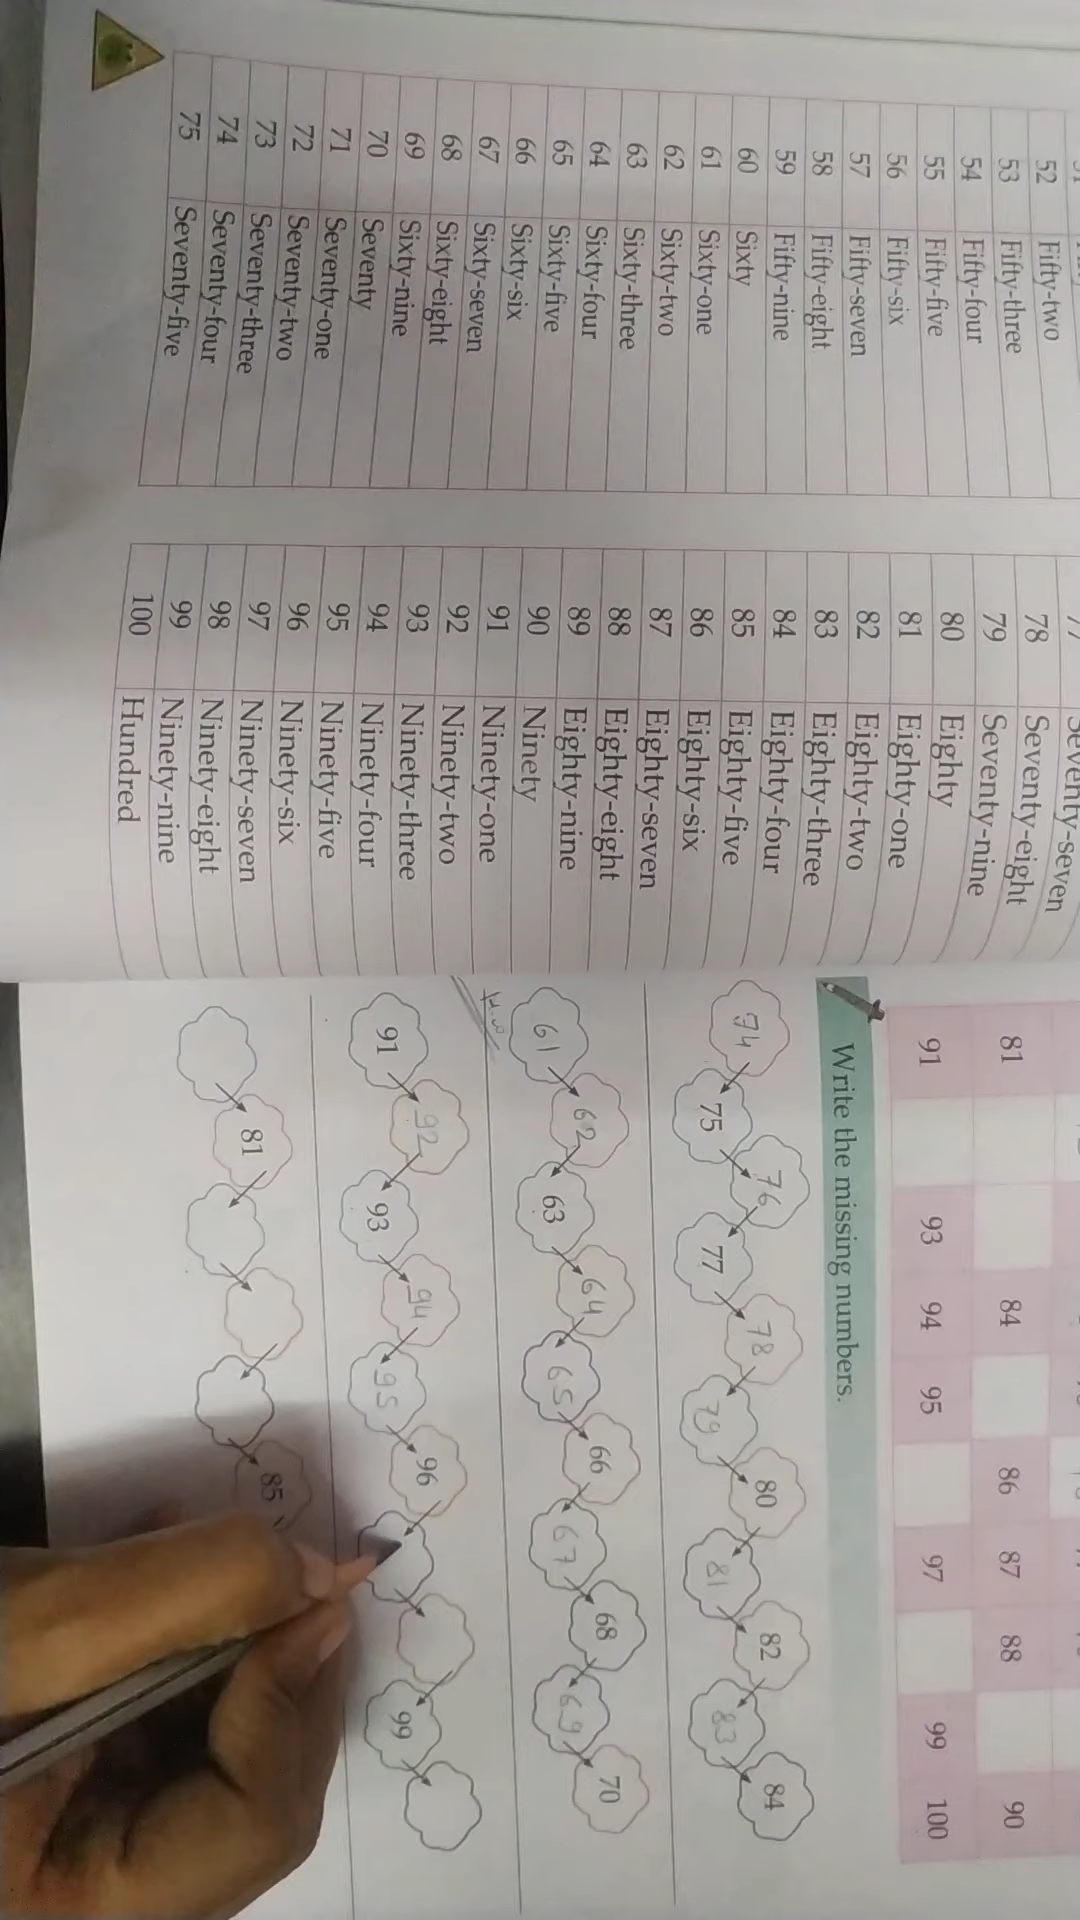 52 Fifty-two
53 Fifty-three
54 Fifty-four
55 Fifty-five
56 Fifty-six
57 Fifty-seven
58 Fifty-eight
59 Fifty-nine
60 Sixty
61 Sixty-one
62 Sixty-two
63 Sixty-three
64 Sixty-four
65 Sixty-five
66 Sixty-six
67 Sixty-seven
68 Sixty-eight
69 Sixty-nine
70 Seventy
71 Seventy-one
72 Seventy-two
73 Seventy-three
74 Seventy-four
75 Seventy-five
77 Seventy-seven
78 Seventy-eight
79 Seventy-nine
80 Eighty
81 Eighty-one
82 Eighty-two
83 Eighty-three
84 Eighty-four
85 Eighty-five
86 Eighty-six
87 Eighty-seven
88 Eighty-eight
89 Eighty-nine
90 Ninety
91 Ninety-one
92 Ninety-two
93 Ninety-three
94 Ninety-four
95 Ninety-five
96 Ninety-six
97 Ninety-seven
98 Ninety-eight
99 Ninety-nine
100 Hundred
81 84 86 87 88 90
91 93 94 95 97 99 100
Write the missing numbers.
74 75 76 77 78 79 80 81 82 83 84
61 62 63 64 65 66 67 68 69 70
91 92 93 94 95 96 99
81 85